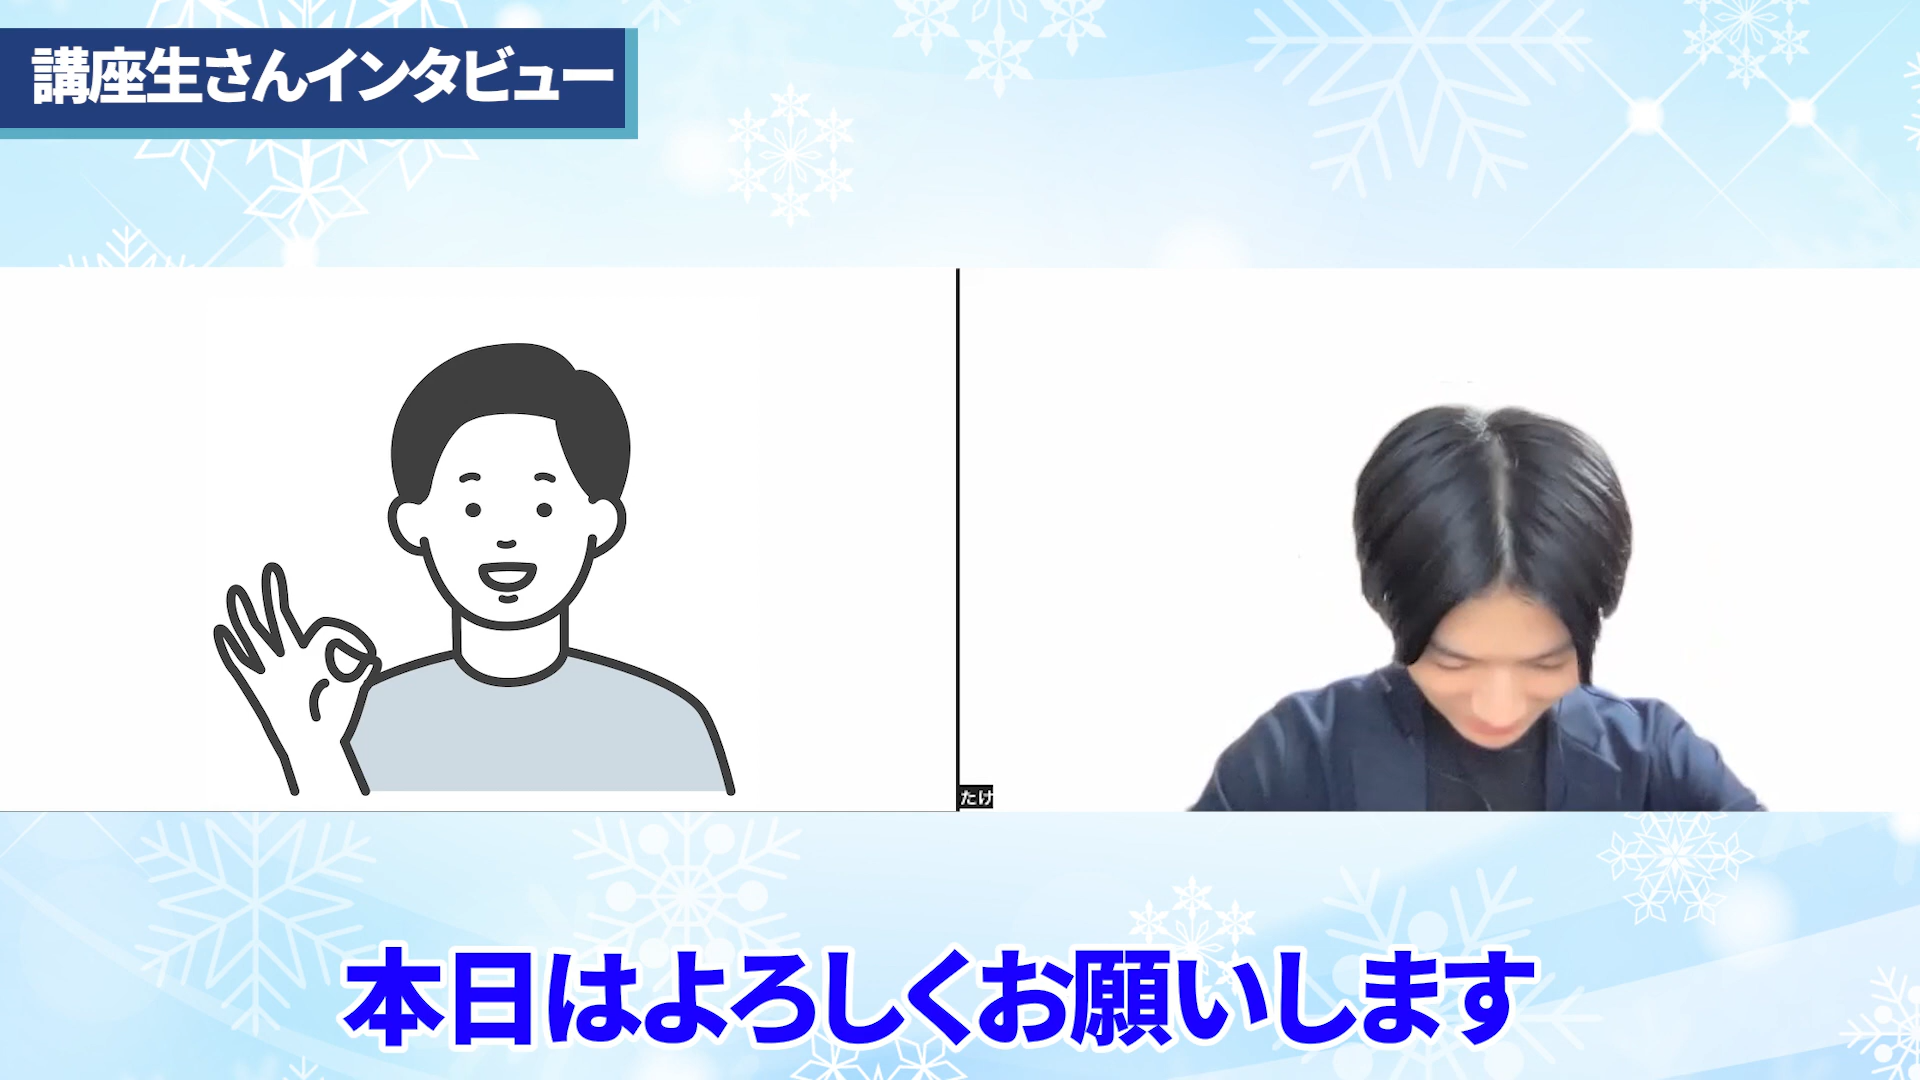 講座生さんインタビュー
たけ
本日はよろしくお願いします